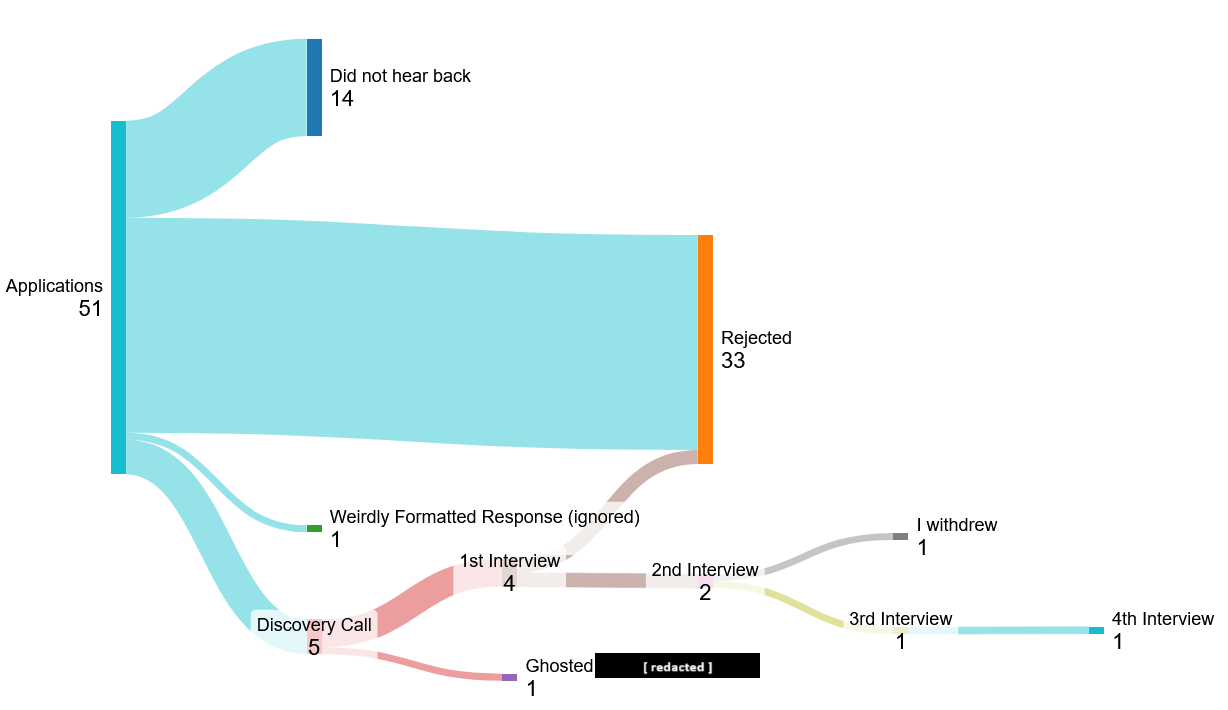 Did not hear back
14
Applications
51
Rejected
33
Weirdly Formatted Response (ignored)
1
I withdrew
1
1st Interview
4
2nd Interview
2
3rd Interview
1
4th Interview
1
Discovery Call
5
Ghosted [ redacted ]
1